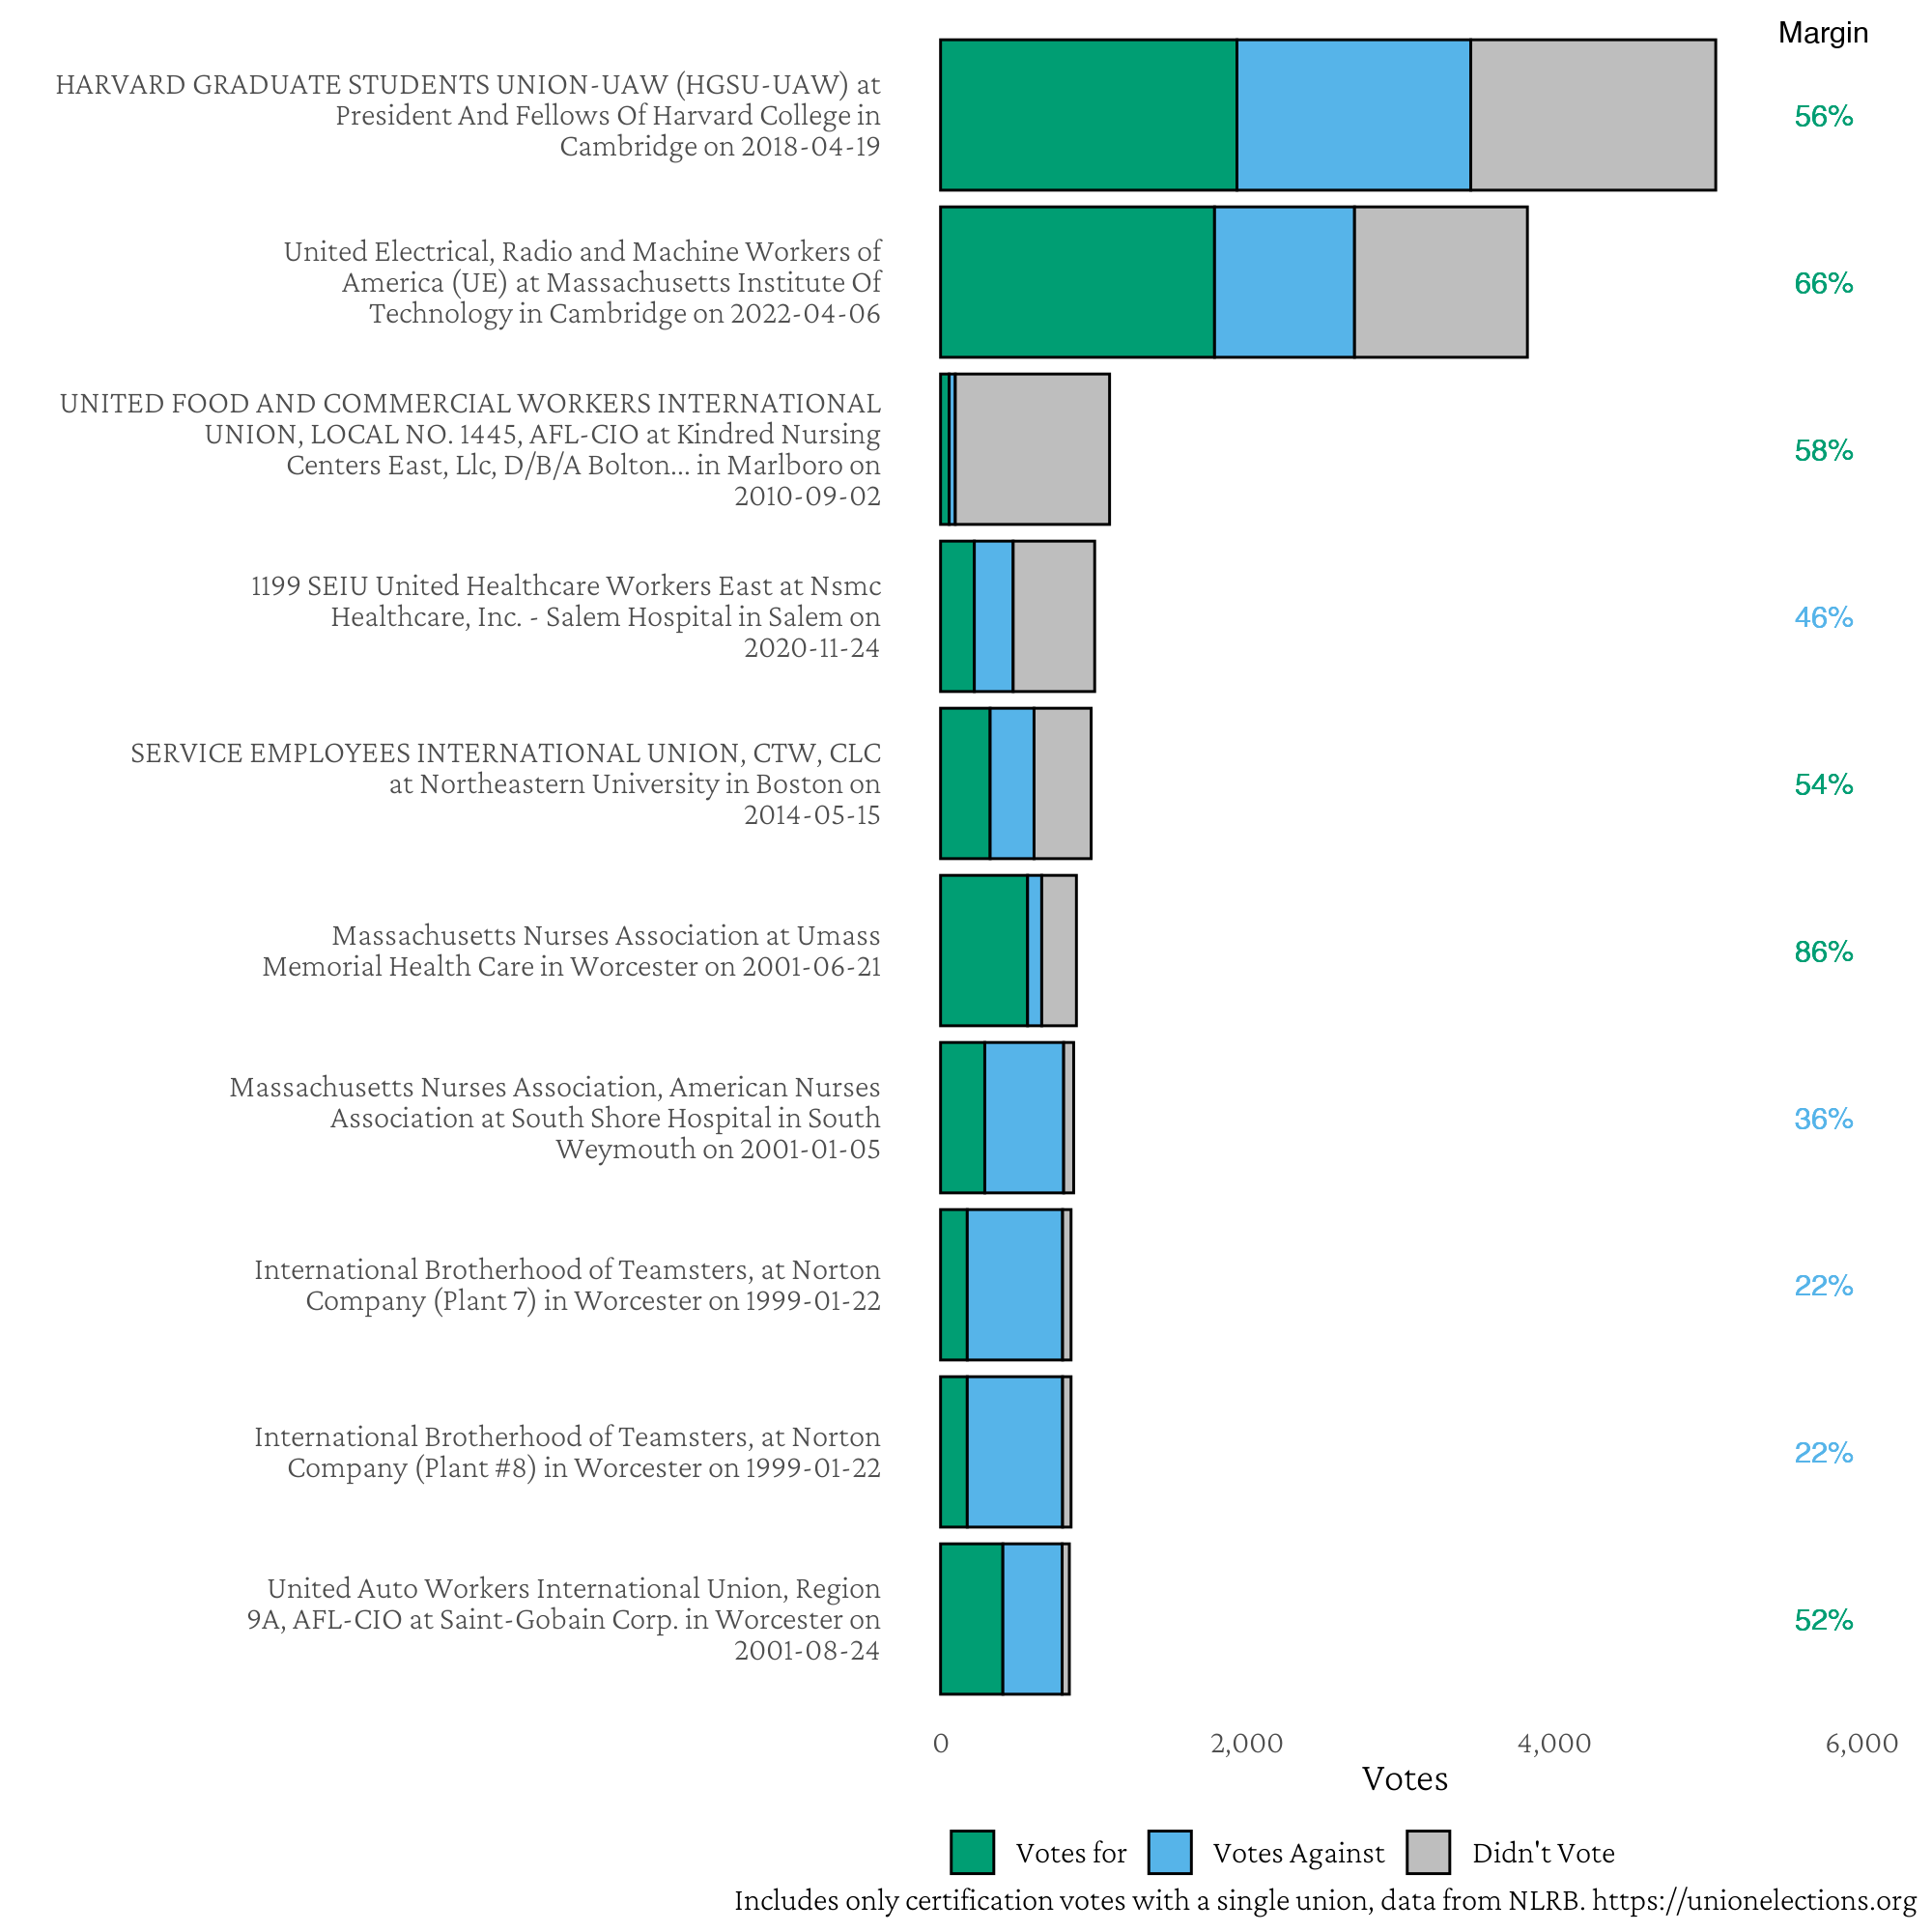 Margin
HARVARD GRADUATE STUDENTS UNION-UAW (HGSU-UAW) at
President And Fellows Of Harvard College in
Cambridge on 2018-04-19
56%
United Electrical, Radio and Machine Workers of
America (UE) at Massachusetts Institute Of
Technology in Cambridge on 2022-04-06
66%
UNITED FOOD AND COMMERCIAL WORKERS INTERNATIONAL
UNION, LOCAL NO. 1445, AFL-CIO at Kindred Nursing
Centers East, Llc, D/B/A Bolton... in Marlboro on
2010-09-02
58%
1199 SEIU United Healthcare Workers East at Nsmc
Healthcare, Inc. - Salem Hospital in Salem on
2020-11-24
46%
SERVICE EMPLOYEES INTERNATIONAL UNION, CTW, CLC
at Northeastern University in Boston on
2014-05-15
54%
Massachusetts Nurses Association at Umass
Memorial Health Care in Worcester on 2001-06-21
86%
Massachusetts Nurses Association, American Nurses
Association at South Shore Hospital in South
Weymouth on 2001-01-05
36%
International Brotherhood of Teamsters, at Norton
Company (Plant 7) in Worcester on 1999-01-22
22%
International Brotherhood of Teamsters, at Norton
Company (Plant #8) in Worcester on 1999-01-22
22%
United Auto Workers International Union, Region
9A, AFL-CIO at Saint-Gobain Corp. in Worcester on
2001-08-24
52%
0 2,000 4,000 6,000
Votes
Votes for Votes Against Didn't Vote
Includes only certification votes with a single union, data from NLRB. https://unionelections.org